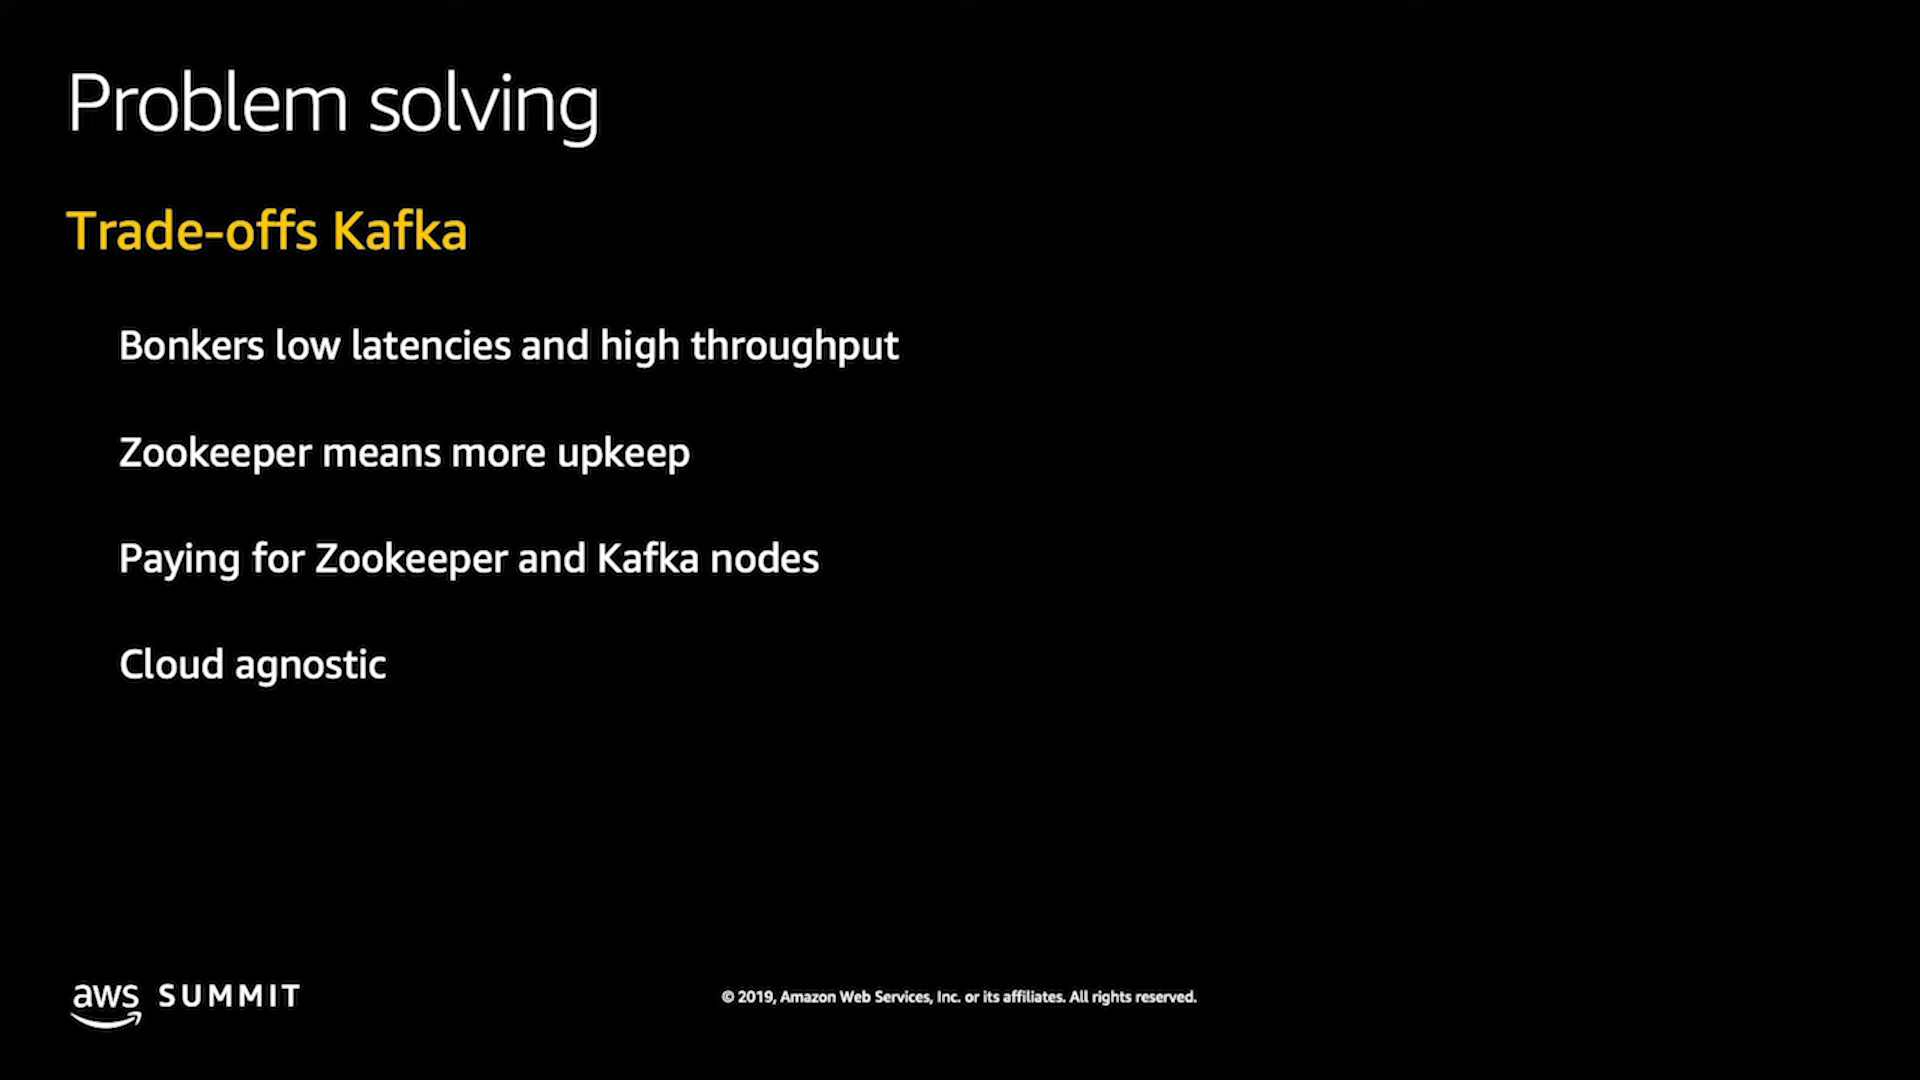 Problem solving
Trade-offs Kafka
Bonkers low latencies and high throughput
Zookeeper means more upkeep
Paying for Zookeeper and Kafka nodes
Cloud agnostic
aws SUMMIT
© 2019, Amazon Web Services, Inc. or its affiliates. All rights reserved.